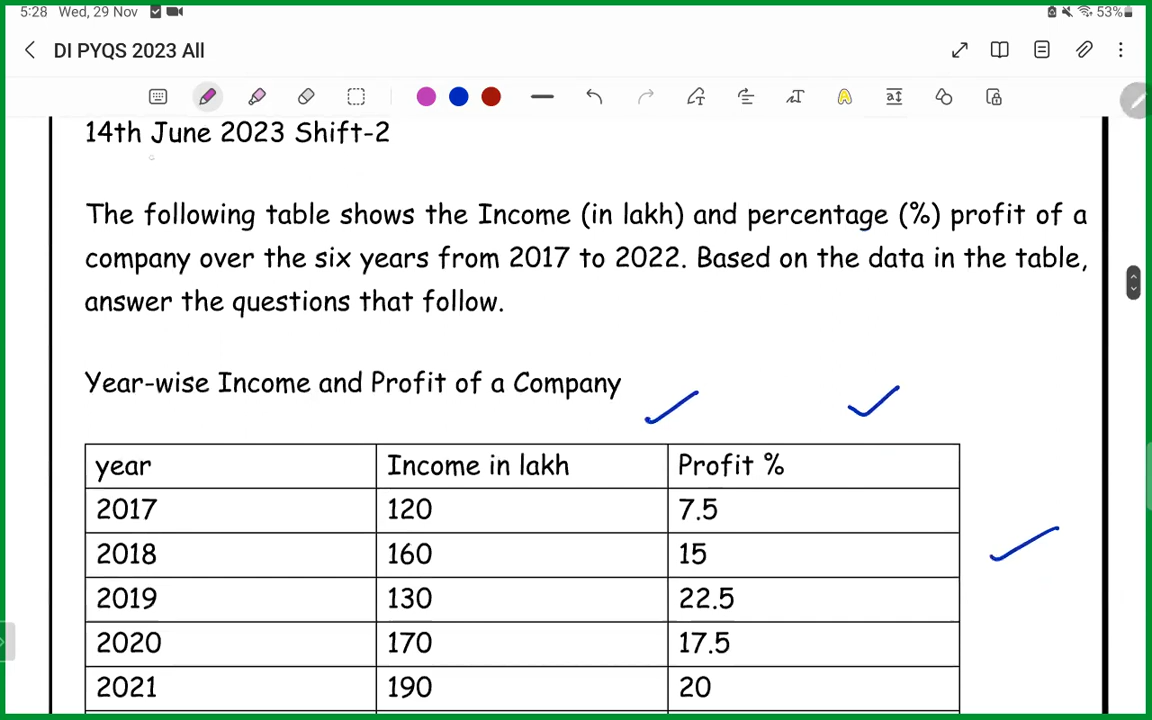 5:28 Wed, 29 Nov 53%
DI PYQS 2023 All
14th June 2023 Shift-2
The following table shows the Income (in lakh) and percentage (%) profit of a
company over the six years from 2017 to 2022. Based on the data in the table,
answer the questions that follow.
Year-wise Income and Profit of a Company
year Income in lakh Profit %
2017 120 7.5
2018 160 15
2019 130 22.5
2020 170 17.5
2021 190 20